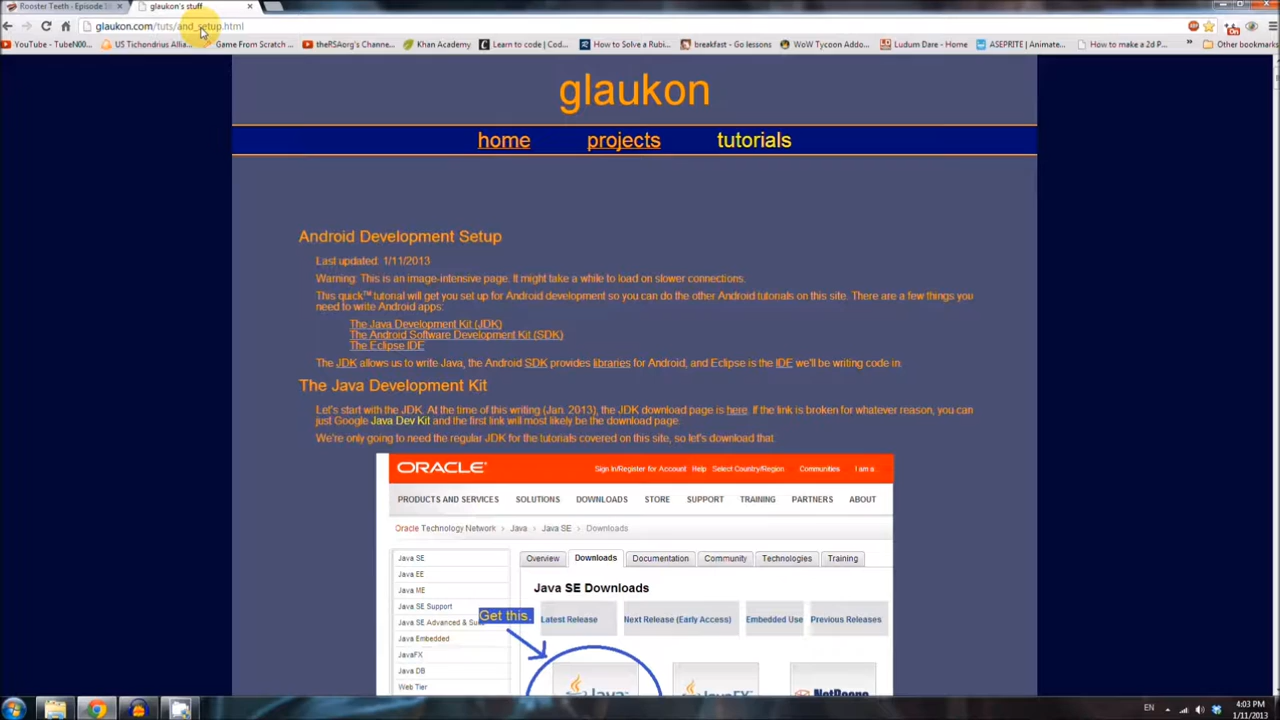 Rooster Teeth - Episode
glaukon's stuff
glaukon.com/tuts/and_setup.html
YouTube - TubeN00...
US Tichondrius Allia...
Game From Scratch ...
theRSAorg's Channe...
Khan Academy
Learn to code | Cod...
How to Solve a Rubi...
breakfast - Go lessons
WoW Tycoon Addo...
Ludum Dare - Home
ASEPRITE | Animate...
How to make a 2d P...
»
Other bookmarks
glaukon
home
projects
tutorials
Android Development Setup
Last updated: 1/11/2013
Warning: This is an image-intensive page. It might take a while to load on slower connections.
This quick™ tutorial will get you set up for Android development so you can do the other Android tutorials on this site. There are a few things you
need to write Android apps:
The Java Development Kit (JDK)
The Android Software Development Kit (SDK)
The Eclipse IDE
The JDK allows us to write Java, the Android SDK provides libraries for Android, and Eclipse is the IDE we'll be writing code in.
The Java Development Kit
Let's start with the JDK. At the time of this writing (Jan. 2013), the JDK download page is here. If the link is broken for whatever reason, you can
just Google Java Dev Kit and the first link will most likely be the download page.
We're only going to need the regular JDK for the tutorials covered on this site, so let's download that.
ORACLE
Sign In/Register for Account
Help
Select Country/Region
Communities
I am a...
PRODUCTS AND SERVICES
SOLUTIONS
DOWNLOADS
STORE
SUPPORT
TRAINING
PARTNERS
ABOUT
Oracle Technology Network > Java > Java SE > Downloads
Java SE
Java EE
Java ME
Java SE Support
Java SE Advanced &
Java Embedded
JavaFX
Java DB
Web Tier
Overview
Downloads
Documentation
Community
Technologies
Training
Java SE Downloads
Get this.
Latest Release
Next Release (Early Access)
Embedded Use
Previous Releases
Java
JavaFX
NetBeans
EN
4:03 PM
1/11/2013